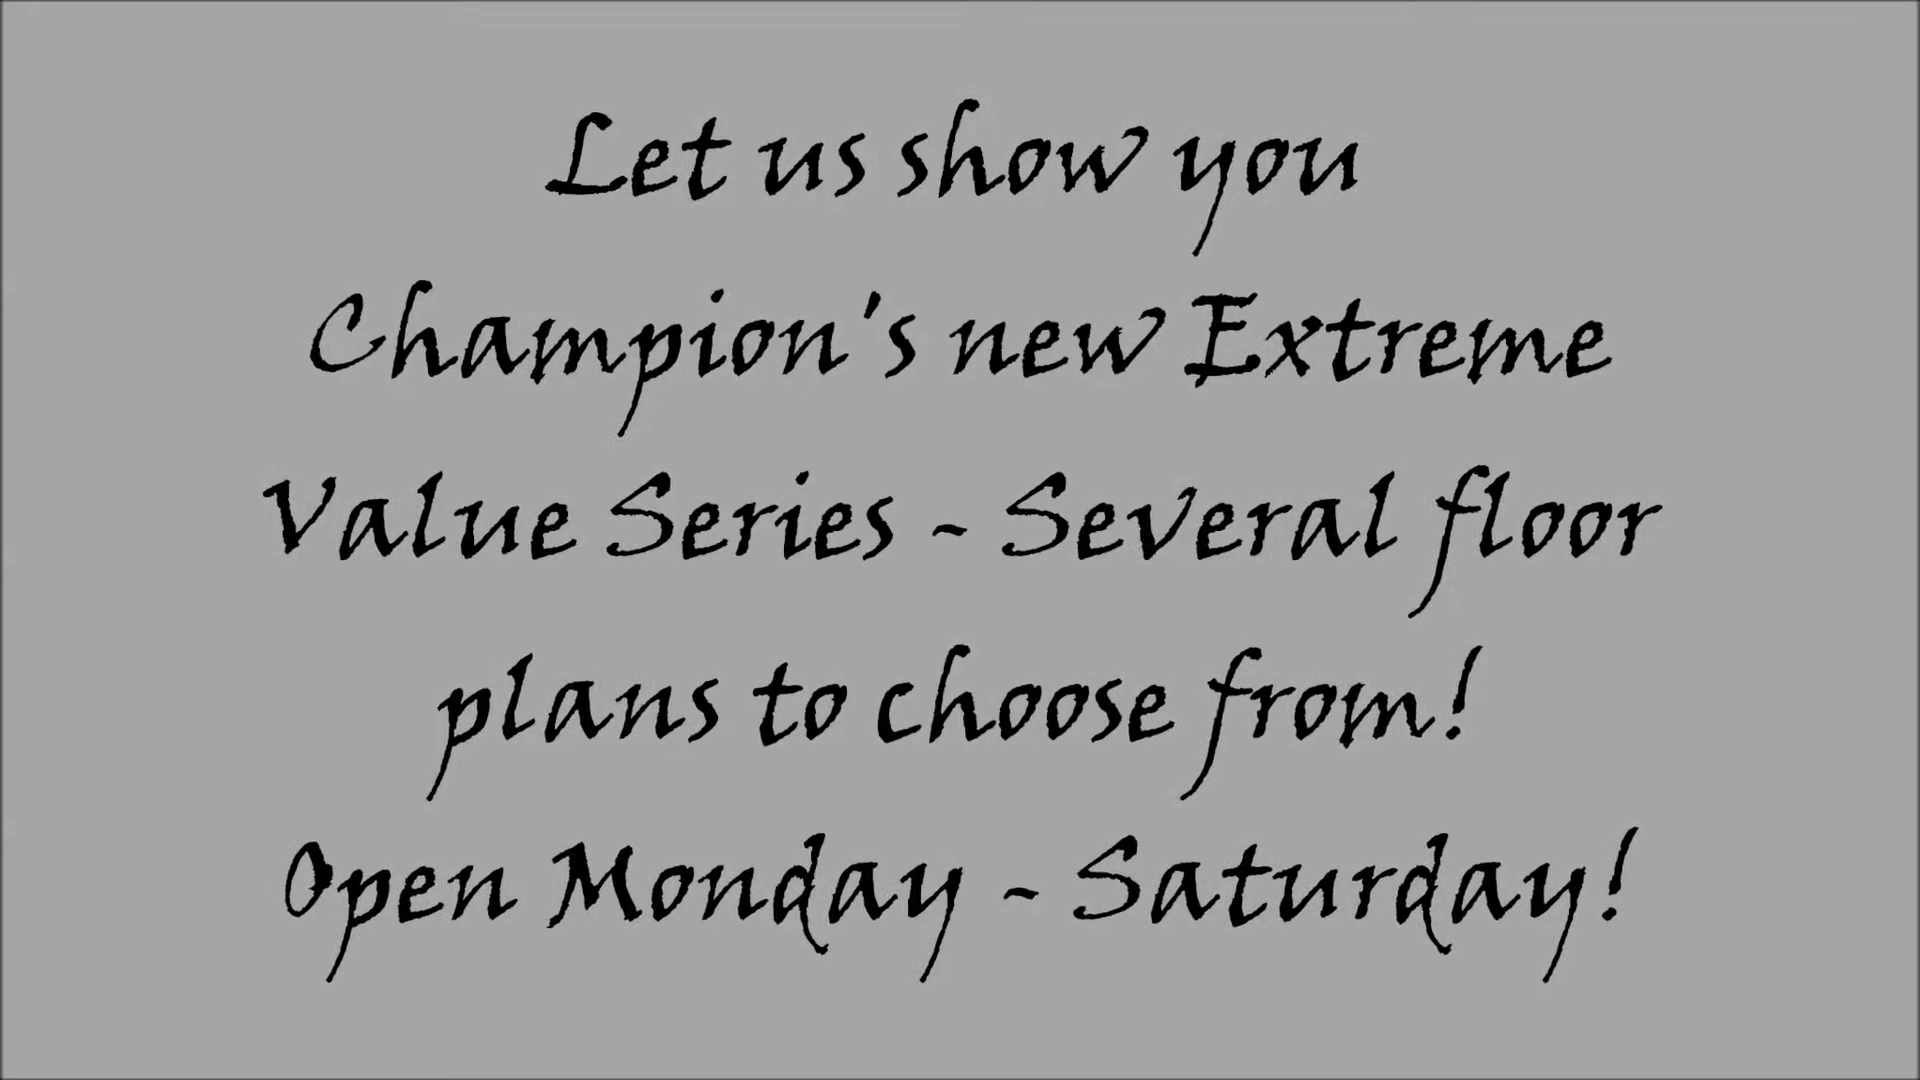 Let us show you
Champion's new Extreme
Value Series - Several floor
plans to choose from!
Open Monday - Saturday!